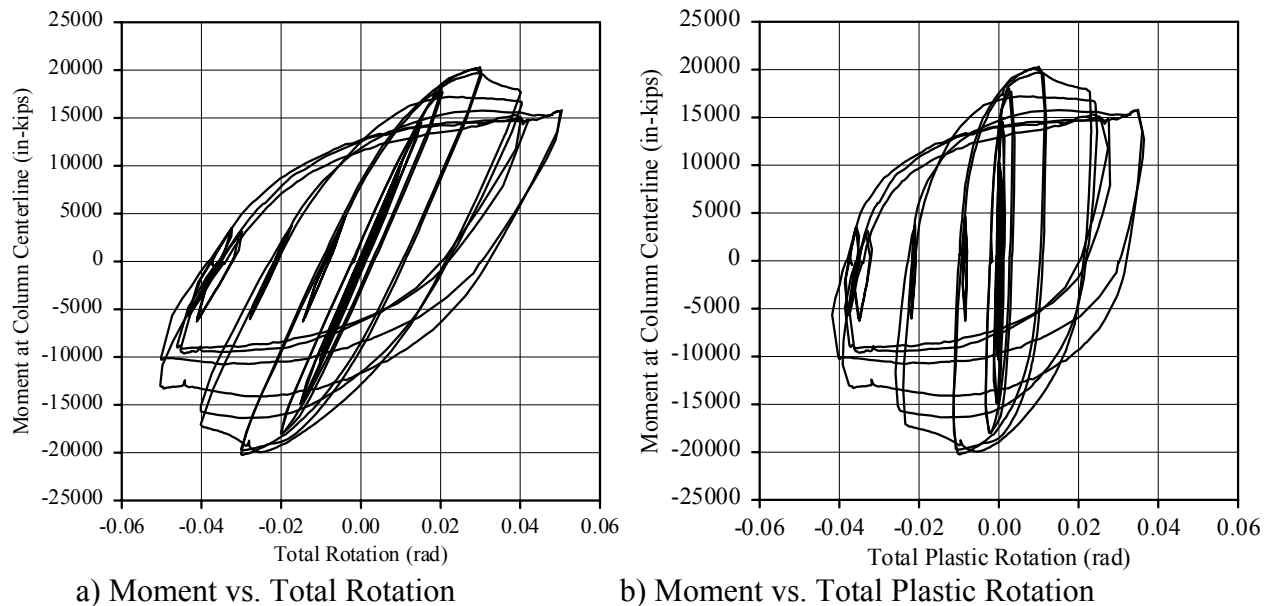 Moment at Column Centerline (in-kips)
25000
20000
15000
10000
5000
0
-5000
-10000
-15000
-20000
-25000
-0.06 -0.04 -0.02 0.00 0.02 0.04 0.06
Total Rotation (rad)
a) Moment vs. Total Rotation
Moment at Column Centerline (in-kips)
25000
20000
15000
10000
5000
0
-5000
-10000
-15000
-20000
-25000
-0.06 -0.04 -0.02 0.00 0.02 0.04 0.06
Total Plastic Rotation (rad)
b) Moment vs. Total Plastic Rotation